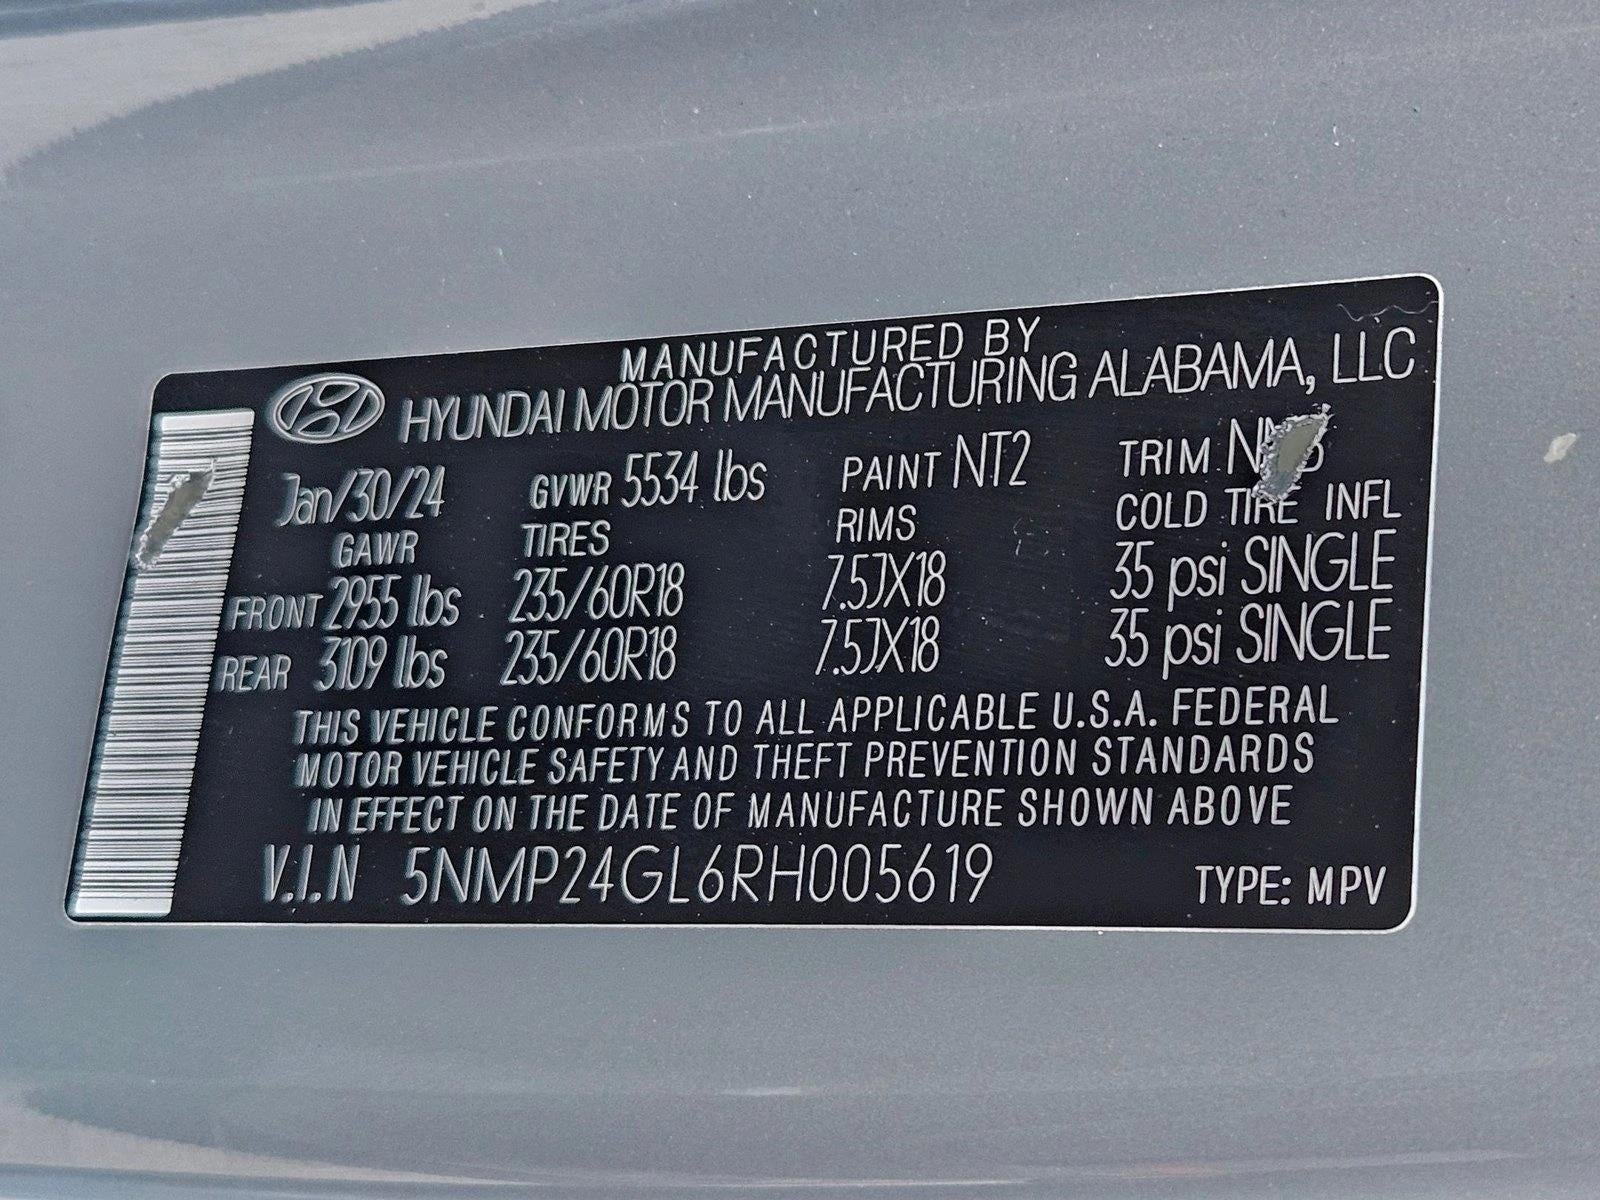 MANUFACTURED BY
HYUNDAI MOTOR MANUFACTURING ALABAMA, LLC
Jan/30/24 GVWR 5534 lbs PAINT NT2 TRIM
GAWR TIRES RIMS COLD TIRE INFL
FRONT 2955 lbs 235/60R18 7.5JX18 35 psi SINGLE
REAR 3109 lbs 235/60R18 7.5JX18 35 psi SINGLE
THIS VEHICLE CONFORMS TO ALL APPLICABLE U.S.A. FEDERAL
MOTOR VEHICLE SAFETY AND THEFT PREVENTION STANDARDS
IN EFFECT ON THE DATE OF MANUFACTURE SHOWN ABOVE
V.I.N 5NMP24GL6RH005619 TYPE: MPV